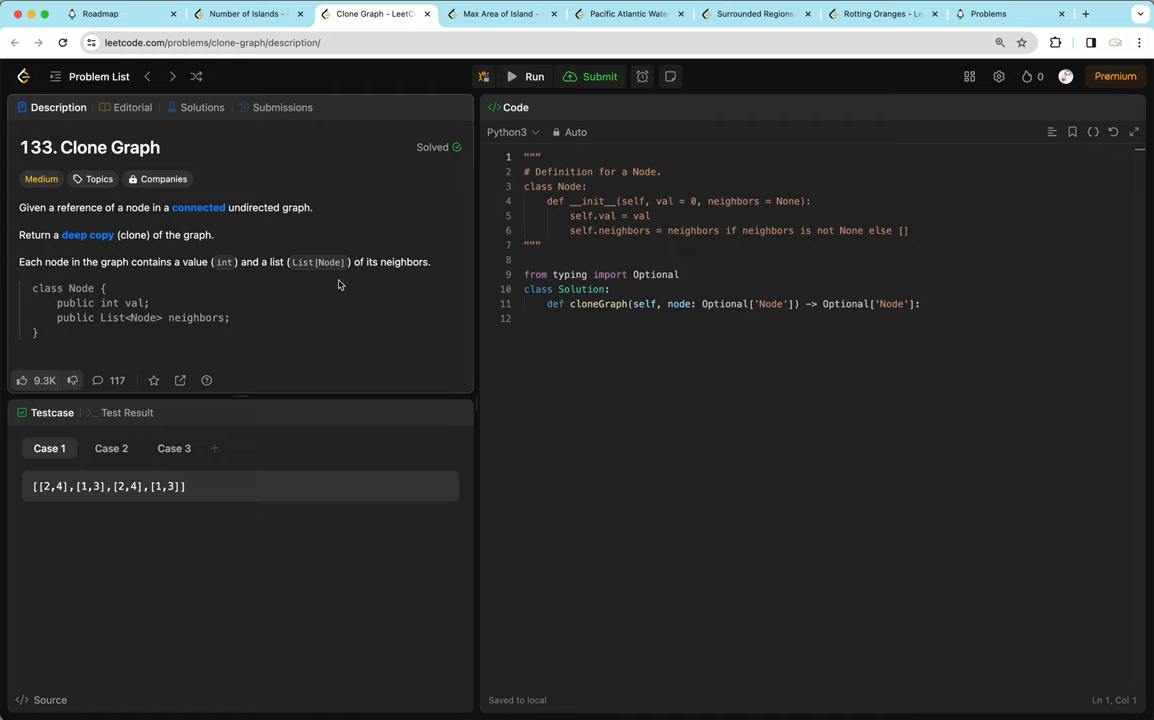 Roadmap
Number of Islands -
Clone Graph - LeetC
Max Area of Island -
Pacific Atlantic Wate
Surrounded Regions
Rotting Oranges - Le
Problems
leetcode.com/problems/clone-graph/description/
Problem List
Run
Submit
0
Premium
Description
Editorial
Solutions
Submissions
133. Clone Graph
Solved
Medium
Topics
Companies
Given a reference of a node in a connected undirected graph.
Return a deep copy (clone) of the graph.
Each node in the graph contains a value (int) and a list (List[Node]) of its neighbors.
class Node {
public int val;
public List<Node> neighbors;
}
9.3K
117
Testcase
Test Result
Case 1
Case 2
Case 3
[[2,4],[1,3],[2,4],[1,3]]
Source
Code
Python3
Auto
1 """
2 # Definition for a Node.
3 class Node:
4 def __init__(self, val = 0, neighbors = None):
5 self.val = val
6 self.neighbors = neighbors if neighbors is not None else []
7 """
8
9 from typing import Optional
10 class Solution:
11 def cloneGraph(self, node: Optional['Node']) -> Optional['Node']:
12
Saved to local
Ln 1, Col 1